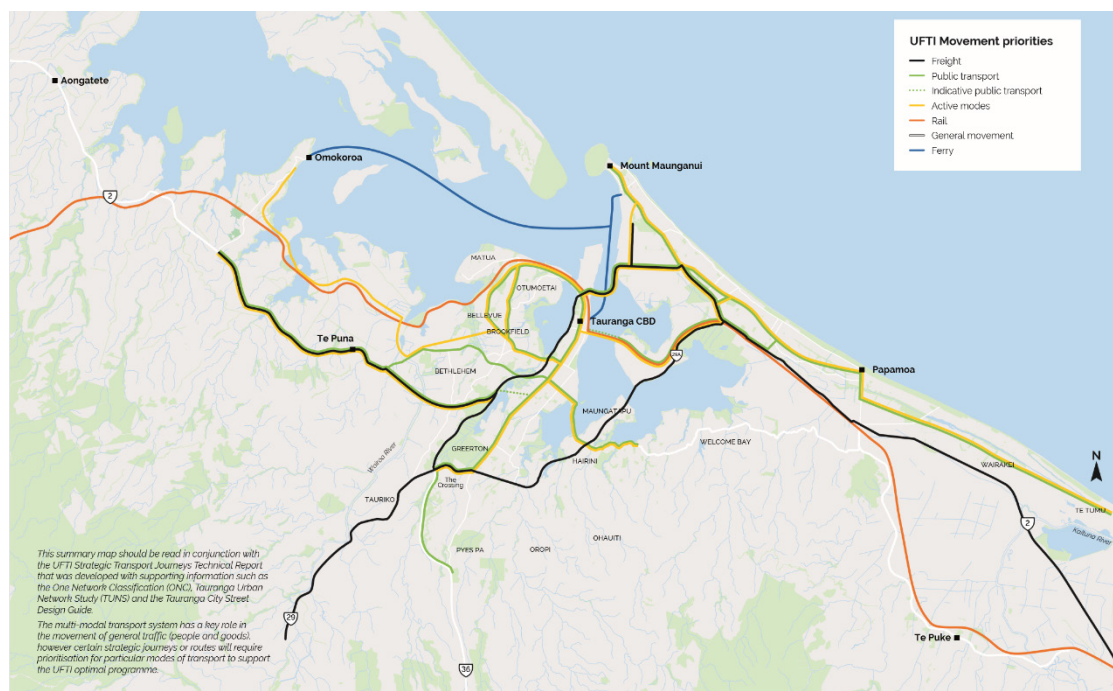 UFTI Movement priorities
Freight
Public transport
Indicative public transport
Active modes
Rail
General movement
Ferry
Aongatete
Omokoroa
Mount Maunganui
2
MATUA
OTUMOETAI
BELLEVUE
BROOKFIELD
Tauranga CBD
Te Puna
BETHLEHEM
29A
Papamoa
MAUNGATAPU
WELCOME BAY
GREERTON
HAIRINI
Wairoa River
The Crossing
TAURIKO
WAIRAKEI
N
TE TUMU
Kaituna River
2
PYES PA
OROPI
OHAUITI
This summary map should be read in conjunction with
the UFTI Strategic Transport Journeys Technical Report
that was developed with supporting information such as
the One Network Classification (ONC), Tauranga Urban
Network Study (TUNS) and the Tauranga City Street
Design Guide.
The multi-modal transport system has a key role in
the movement of general traffic (people and goods),
however certain strategic journeys or routes will require
prioritisation for particular modes of transport to support
the UFTI optimal programme.
29
36
Te Puke